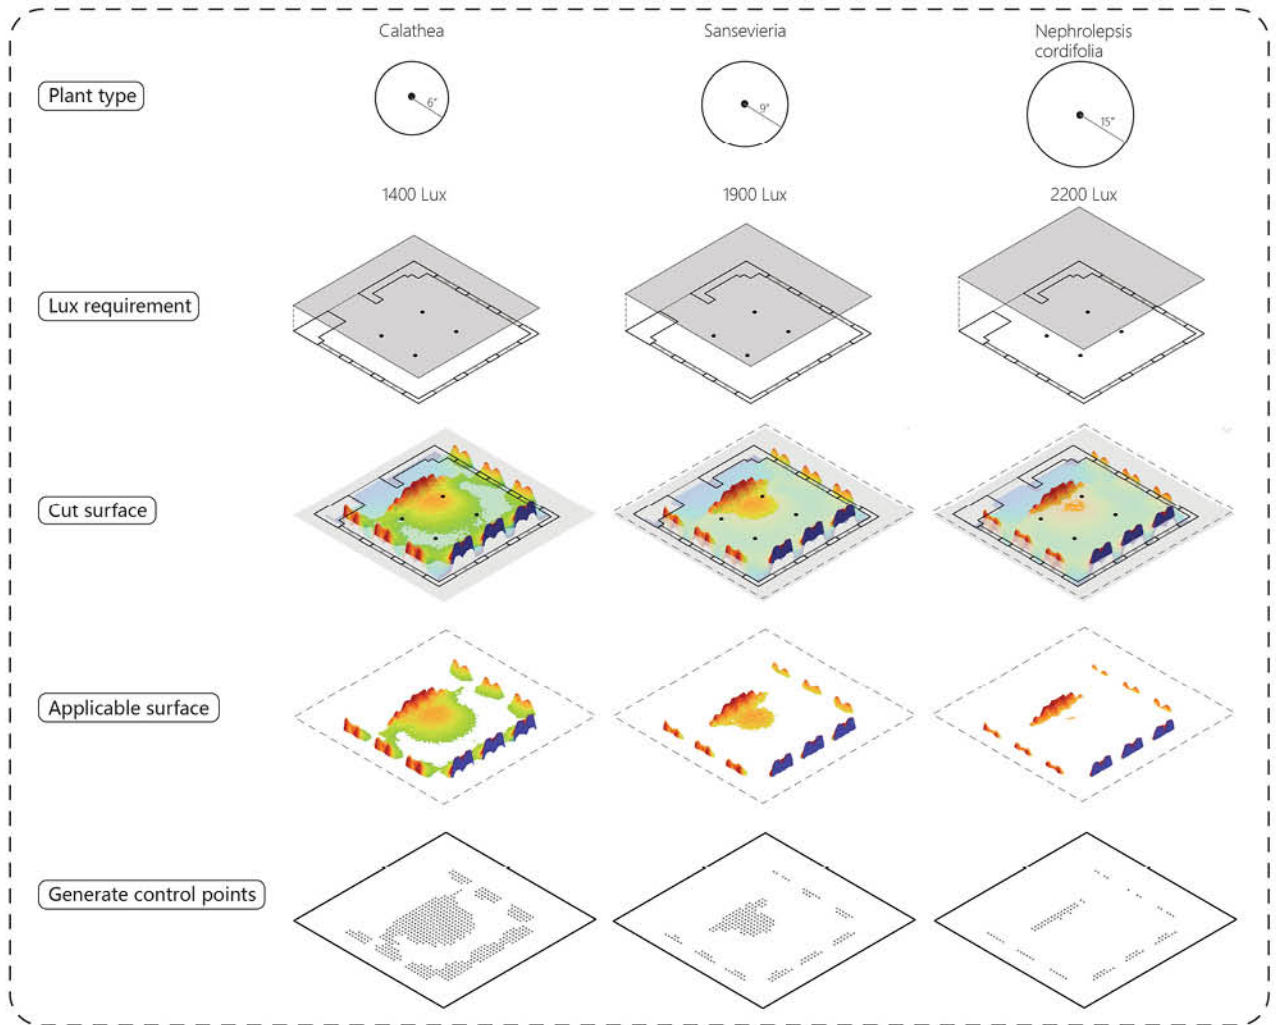 Calathea
Sansevieria
Nephrolepsis
cordifolia
Plant type
6"
9"
15"
1400 Lux
1900 Lux
2200 Lux
Lux requirement
Cut surface
Applicable surface
Generate control points